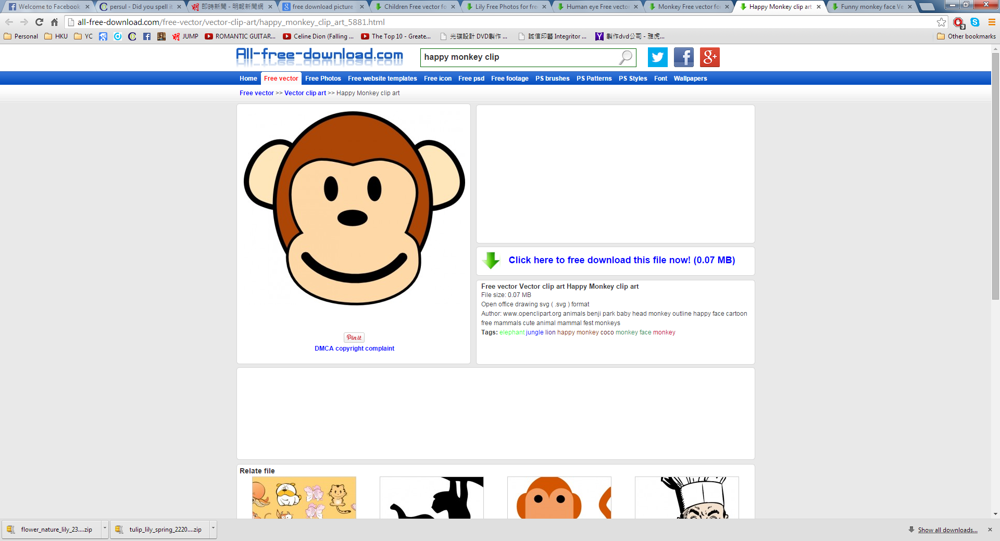 Welcome to Facebook
persul - Did you spell it
即時新聞 - 明報新聞網
free download picture
Children Free vector fo
Lily Free Photos for free
Human eye Free vector
Monkey Free vector fo
Happy Monkey clip art
Funny monkey face Ve
all-free-download.com/free-vector/vector-clip-art/happy_monkey_clip_art_5881.html
3
Personal
HKU
YC
JUMP
ROMANTIC GUITAR...
Celine Dion (Falling ...
The Top 10 - Greate...
光碟設計 DVD製作 ...
誠信印藝 Integritor ...
製作dvd公司 - 雅虎...
Other bookmarks
All-free-download.com
happy monkey clip
Home
Free vector
Free Photos
Free website templates
Free icon
Free psd
Free footage
PS brushes
PS Patterns
PS Styles
Font
Wallpapers
Free vector >> Vector clip art >> Happy Monkey clip art
Click here to free download this file now! (0.07 MB)
Free vector Vector clip art Happy Monkey clip art
File size: 0.07 MB
Open office drawing svg ( .svg ) format
Author: www.openclipart.org animals benji park baby head monkey outline happy face cartoon
free mammals cute animal mammal fest monkeys
Tags: elephant jungle lion happy monkey coco monkey face monkey
Pin it
DMCA copyright complaint
Relate file
flower_nature_lily_23....zip
tulip_lily_spring_2220....zip
Show all downloads...